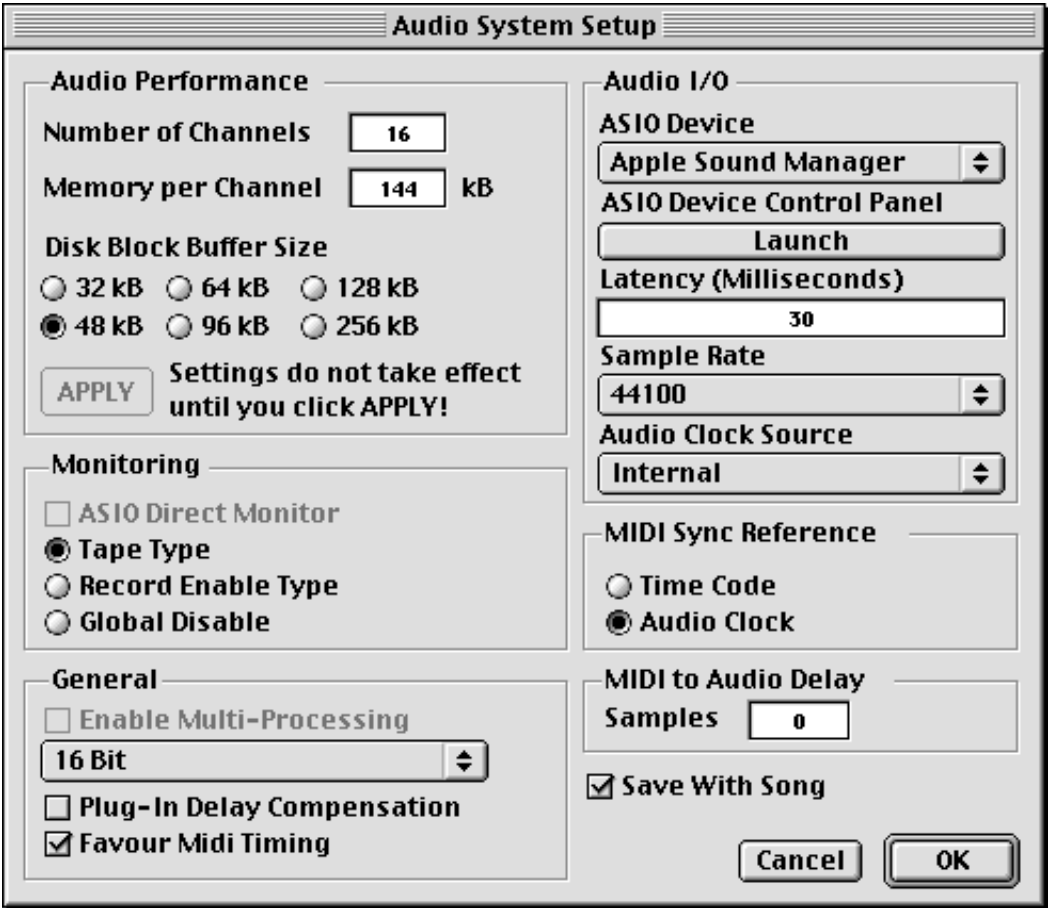 Audio System Setup
Audio Performance
Number of Channels 16
Memory per Channel 144 kB
Disk Block Buffer Size
32 kB 64 kB 128 kB
48 kB 96 kB 256 kB
APPLY
Settings do not take effect
until you click APPLY!
Monitoring
ASIO Direct Monitor
Tape Type
Record Enable Type
Global Disable
General
Enable Multi-Processing
16 Bit
Plug-In Delay Compensation
Favour Midi Timing
Audio I/O
ASIO Device
Apple Sound Manager
ASIO Device Control Panel
Launch
Latency (Milliseconds)
30
Sample Rate
44100
Audio Clock Source
Internal
MIDI Sync Reference
Time Code
Audio Clock
MIDI to Audio Delay
Samples 0
Save With Song
Cancel OK